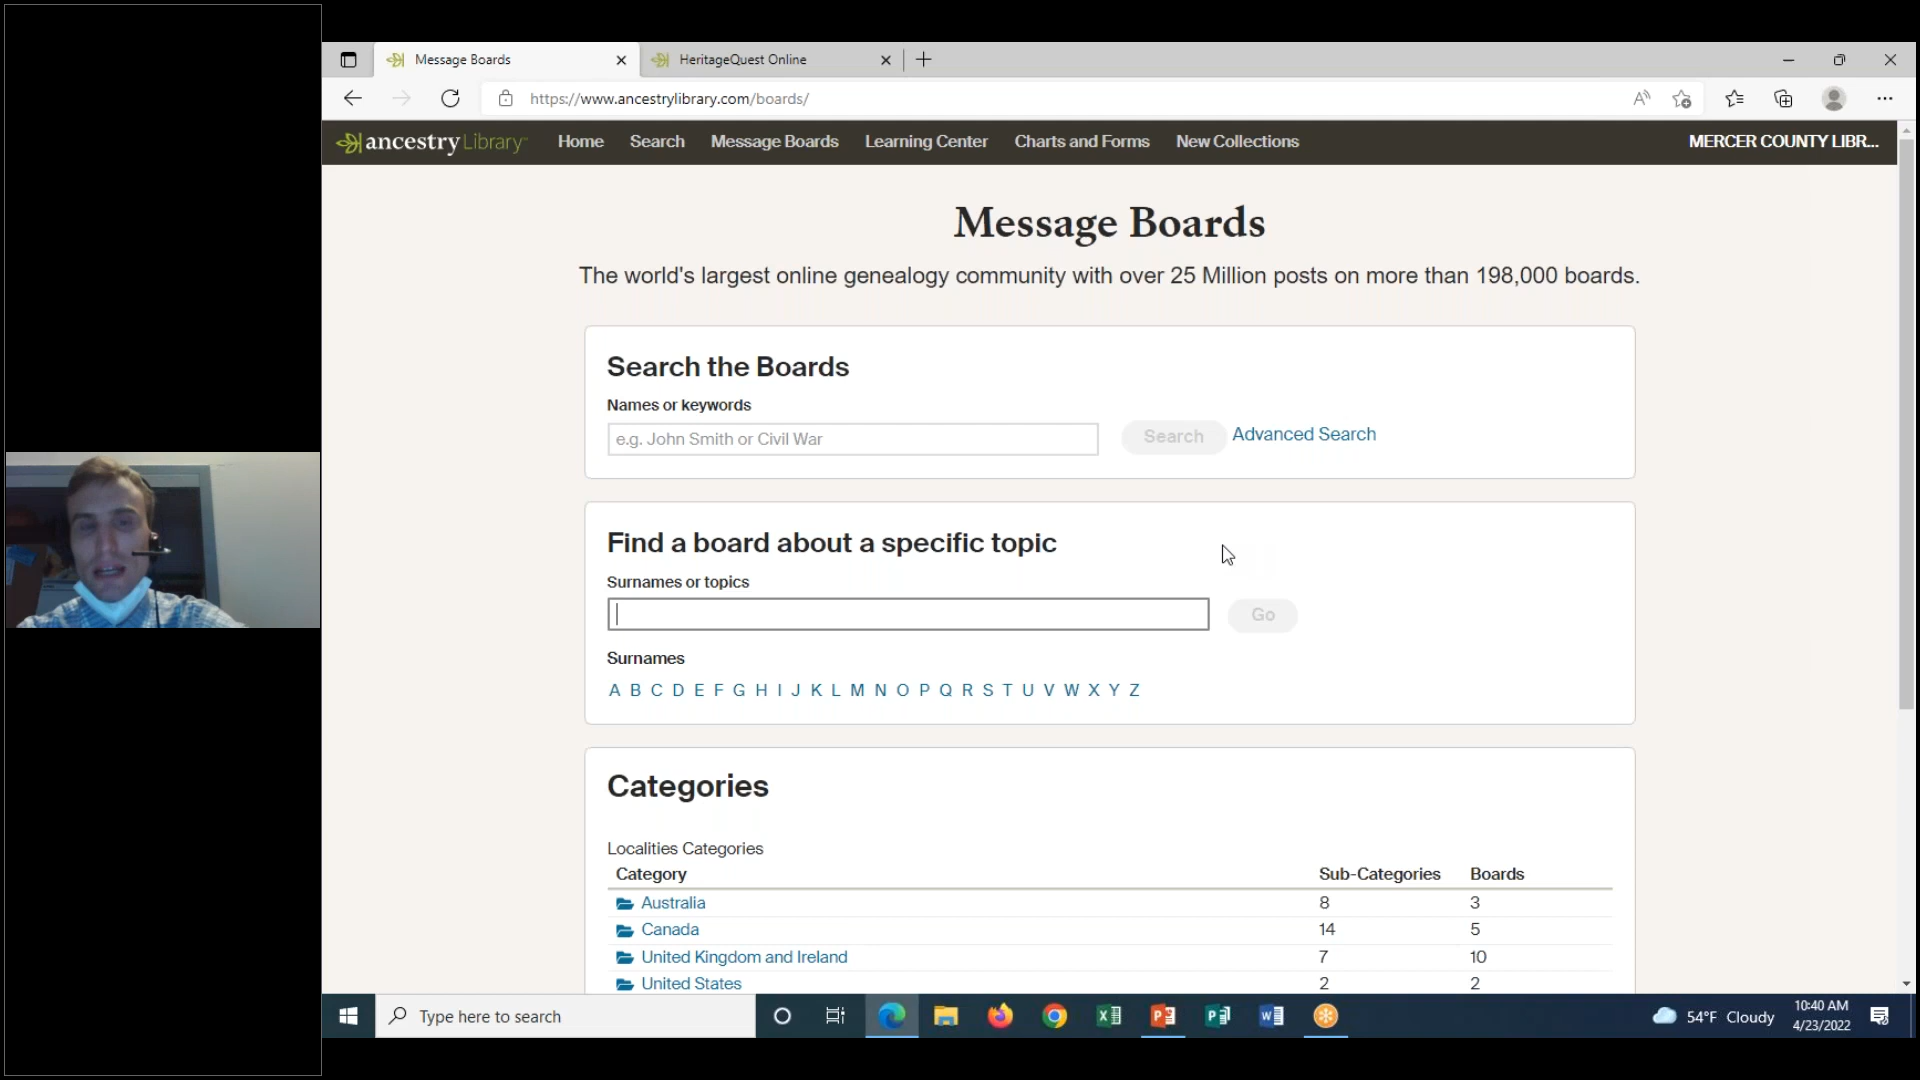 Message Boards
HeritageQuest Online
https://www.ancestrylibrary.com/boards/
ancestryLibrary Home Search Message Boards Learning Center Charts and Forms New Collections MERCER COUNTY LIBR...
Message Boards
The world's largest online genealogy community with over 25 Million posts on more than 198,000 boards.
Search the Boards
Names or keywords
e.g. John Smith or Civil War Search Advanced Search
Find a board about a specific topic
Surnames or topics
Go
Surnames
A B C D E F G H I J K L M N O P Q R S T U V W X Y Z
Categories
Localities Categories
Category Sub-Categories Boards
Australia 8 3
Canada 14 5
United Kingdom and Ireland 7 10
United States 2 2
Type here to search
54°F Cloudy
10:40 AM
4/23/2022